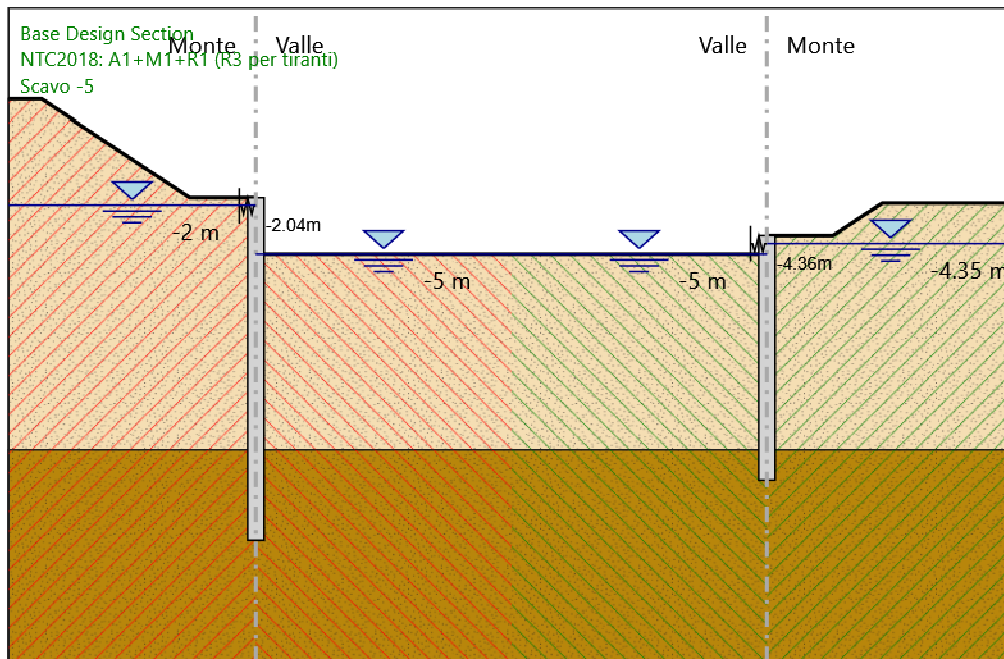 Base Design Section
Monte Valle
NTC2018: A1+M1+R1 (R3 per tiranti)
Scavo -5
Valle Monte
-2 m
-2.04m
-5 m
-5 m
-4.36m
-4.35 m